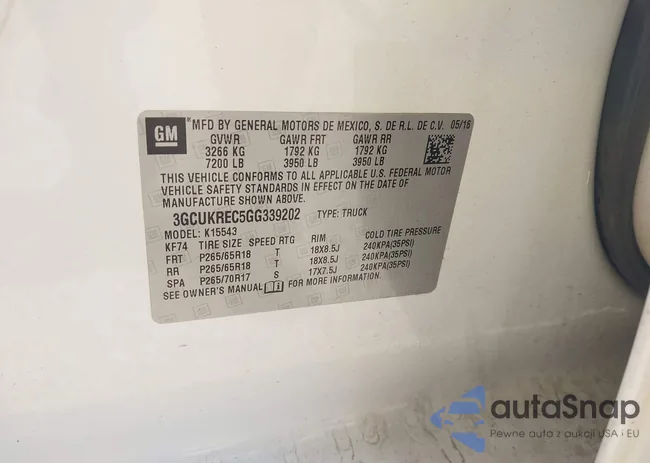 GM
MFD BY GENERAL MOTORS DE MEXICO, S. DE R.L. DE C.V. 05/16
GVWR GAWR FRT GAWR RR
3266 KG 1792 KG 1792 KG
7200 LB 3950 LB 3950 LB
THIS VEHICLE CONFORMS TO ALL APPLICABLE U.S. FEDERAL MOTOR
VEHICLE SAFETY STANDARDS IN EFFECT ON THE DATE OF
MANUFACTURE SHOWN ABOVE.
3GCUKREC5GG339202 TYPE: TRUCK
MODEL: K15543
KF74 TIRE SIZE SPEED RTG RIM COLD TIRE PRESSURE
FRT P265/65R18 T 18X8.5J 240KPA(35PSI)
RR P265/65R18 T 18X8.5J 240KPA(35PSI)
SPA P265/70R17 S 17X7.5J 240KPA(35PSI)
SEE OWNER'S MANUAL FOR MORE INFORMATION.
autaSnap
Pewne auta z aukcji USA i EU